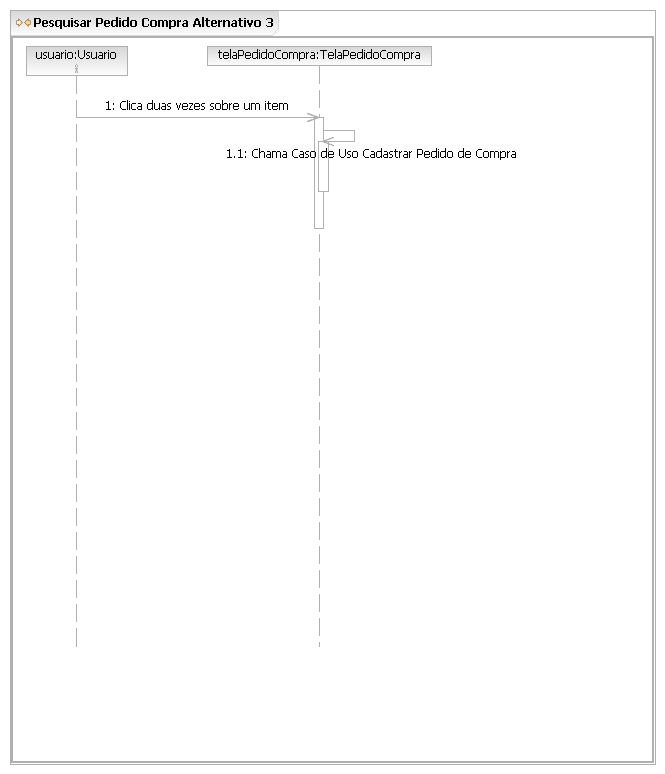 Pesquisar Pedido Compra Alternativo 3
usuario:Usuario
telaPedidoCompra:TelaPedidoCompra
1: Clica duas vezes sobre um item
1.1: Chama Caso de Uso Cadastrar Pedido de Compra